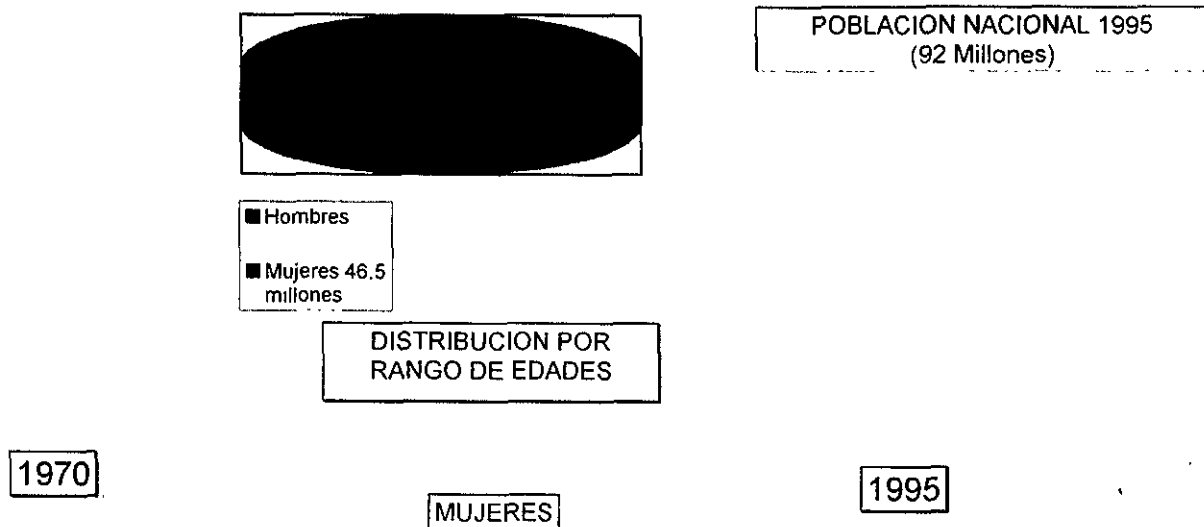 POBLACION NACIONAL 1995
(92 Millones)
Hombres
Mujeres 46.5
millones
DISTRIBUCION POR
RANGO DE EDADES
1970
MUJERES
1995